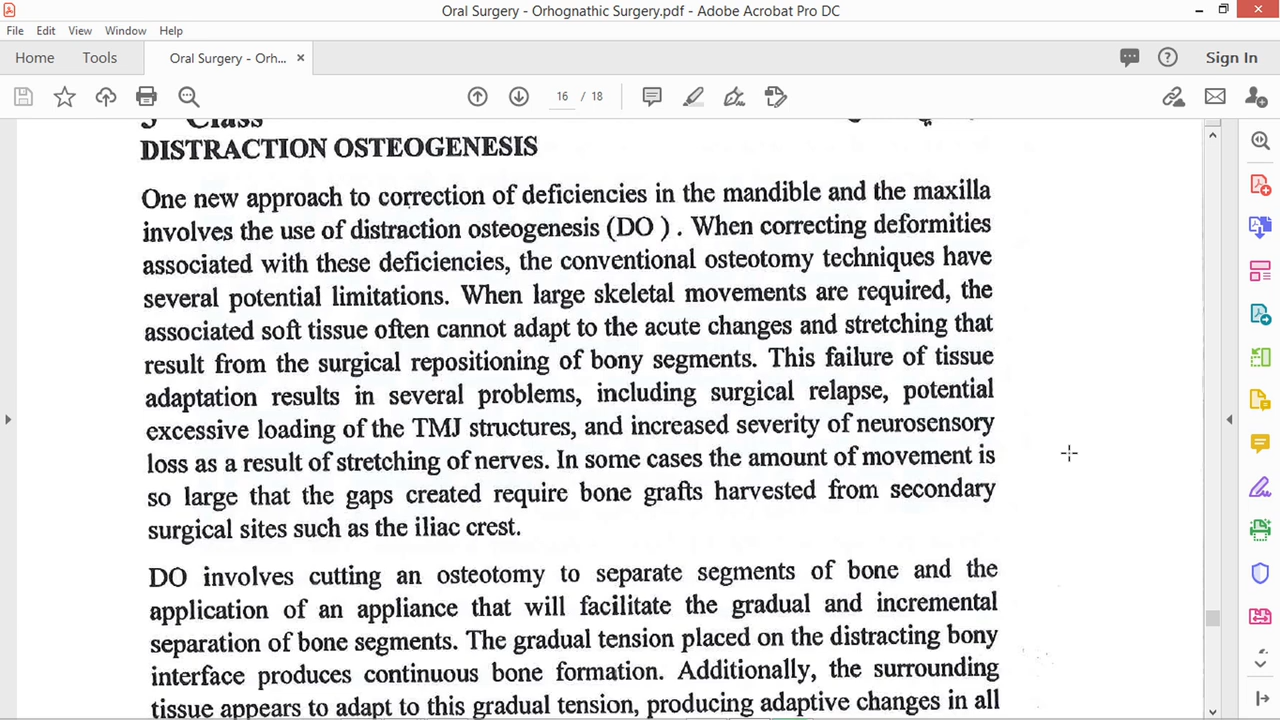 Oral Surgery - Orhognathic Surgery.pdf - Adobe Acrobat Pro DC
File Edit View Window Help
Home Tools Oral Surgery - Orh... Sign In
16 / 18
Class
DISTRACTION OSTEOGENESIS
One new approach to correction of deficiencies in the mandible and the maxilla
involves the use of distraction osteogenesis (DO ) . When correcting deformities
associated with these deficiencies, the conventional osteotomy techniques have
several potential limitations. When large skeletal movements are required, the
associated soft tissue often cannot adapt to the acute changes and stretching that
result from the surgical repositioning of bony segments. This failure of tissue
adaptation results in several problems, including surgical relapse, potential
excessive loading of the TMJ structures, and increased severity of neurosensory
loss as a result of stretching of nerves. In some cases the amount of movement is
so large that the gaps created require bone grafts harvested from secondary
surgical sites such as the iliac crest.
DO involves cutting an osteotomy to separate segments of bone and the
application of an appliance that will facilitate the gradual and incremental
separation of bone segments. The gradual tension placed on the distracting bony
interface produces continuous bone formation. Additionally, the surrounding
tissue appears to adapt to this gradual tension, producing adaptive changes in all